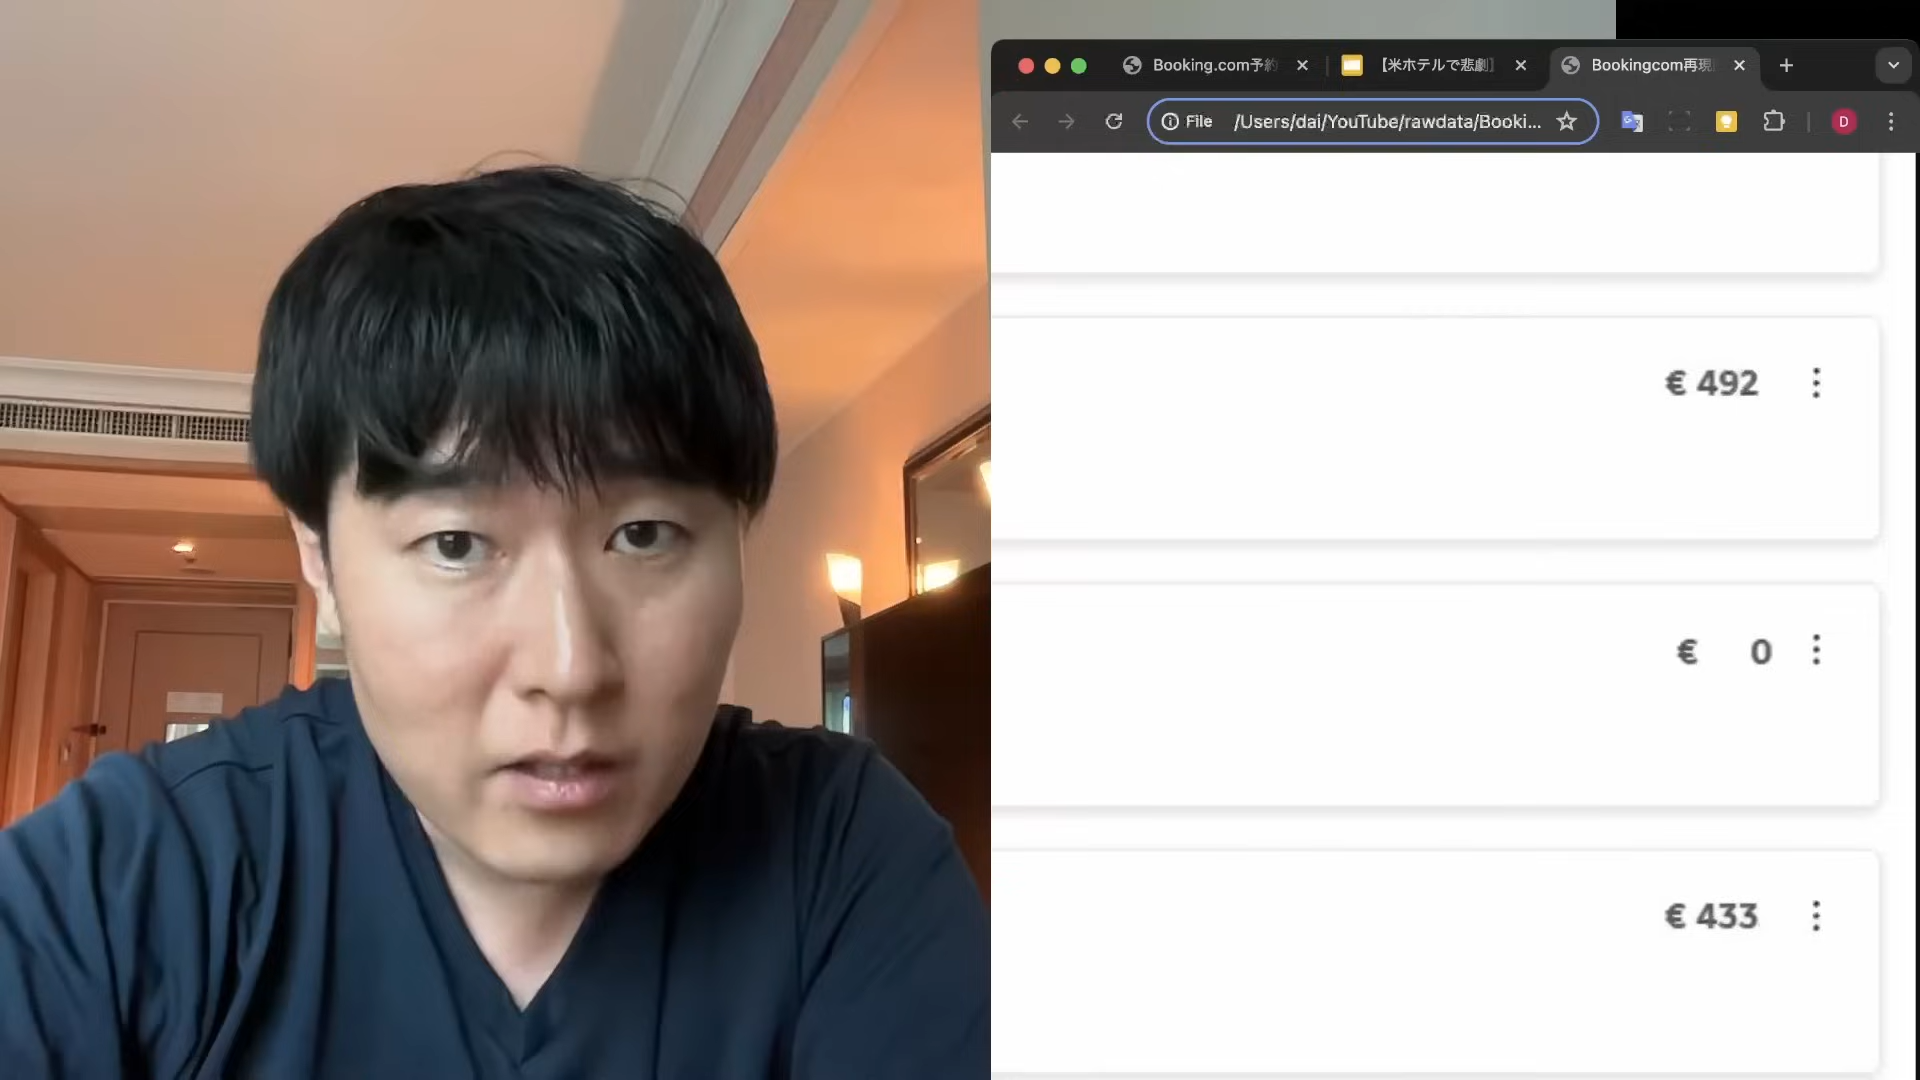 Booking.com予約
【米ホテルで悲劇】
Bookingcom再現
File /Users/dai/YouTube/rawdata/Booki...
D
€ 492
€ 0
€ 433